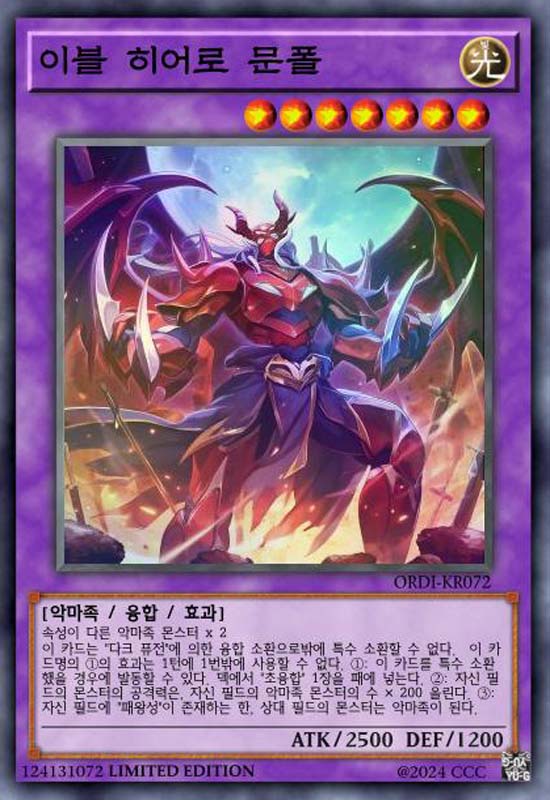 이블 히어로 문폴
光
ORDI-KR072
[악마족 / 융합 / 효과]
속성이 다른 악마족 몬스터 x 2
이 카드는 "다크 퓨전"에 의한 융합 소환으로밖에 특수 소환할 수 없다. 이 카
드명의 ①의 효과는 1턴에 1번밖에 사용할 수 없다. ①: 이 카드를 특수 소환
했을 경우에 발동할 수 있다. 덱에서 "초융합" 1장을 패에 넣는다. ②: 자신 필
드의 몬스터의 공격력은, 자신 필드의 악마족 몬스터의 수 × 200 올린다. ③:
자신 필드에 "패왕성"이 존재하는 한, 상대 필드의 몬스터는 악마족이 된다.
ATK/2500 DEF/1200
124131072 LIMITED EDITION
@2024 CCC